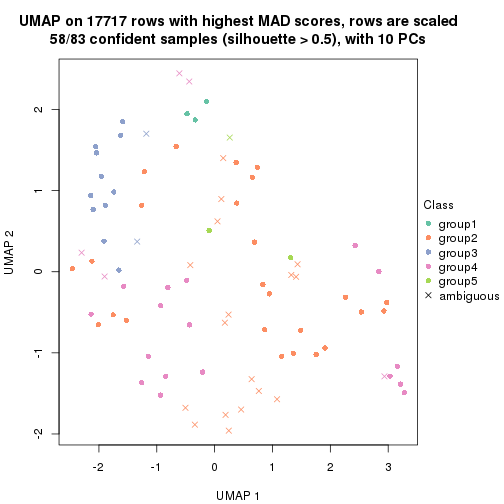 UMAP on 17717 rows with highest MAD scores, rows are scaled
58/83 confident samples (silhouette > 0.5), with 10 PCs
UMAP 2
2
1
0
-1
-2
-2
-1
0
1
2
3
UMAP 1
Class
group1
group2
group3
group4
group5
ambiguous